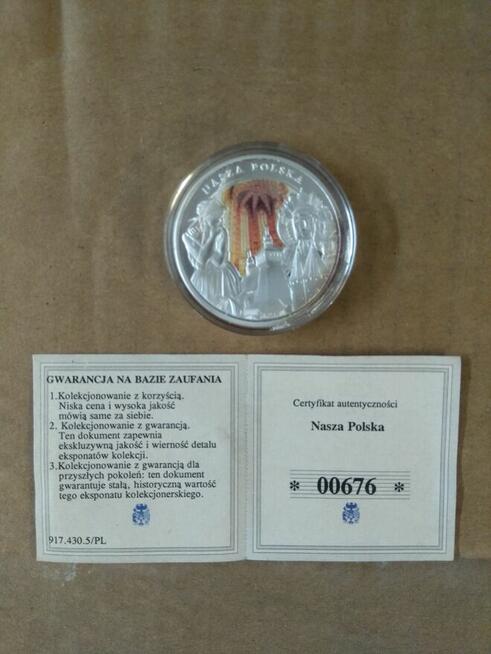 NASZA POLSKA
GWARANCJA NA BAZIE ZAUFANIA
1.Kolekcjonowanie z korzyścią.
Niska cena i wysoka jakość
mówią same za siebie.
2. Kolekcjonowanie z gwarancją.
Ten dokument zapewnia
ekskluzywną jakość i wierność detalu
eksponatów kolekcji.
3.Kolekcjonowanie z gwarancją dla
przyszłych pokoleń: ten dokument
gwarantuje stałą, historyczną wartość
tego eksponatu kolekcjonerskiego.
917.430.5/PL
Certyfikat autentyczności
Nasza Polska
* 00676 *